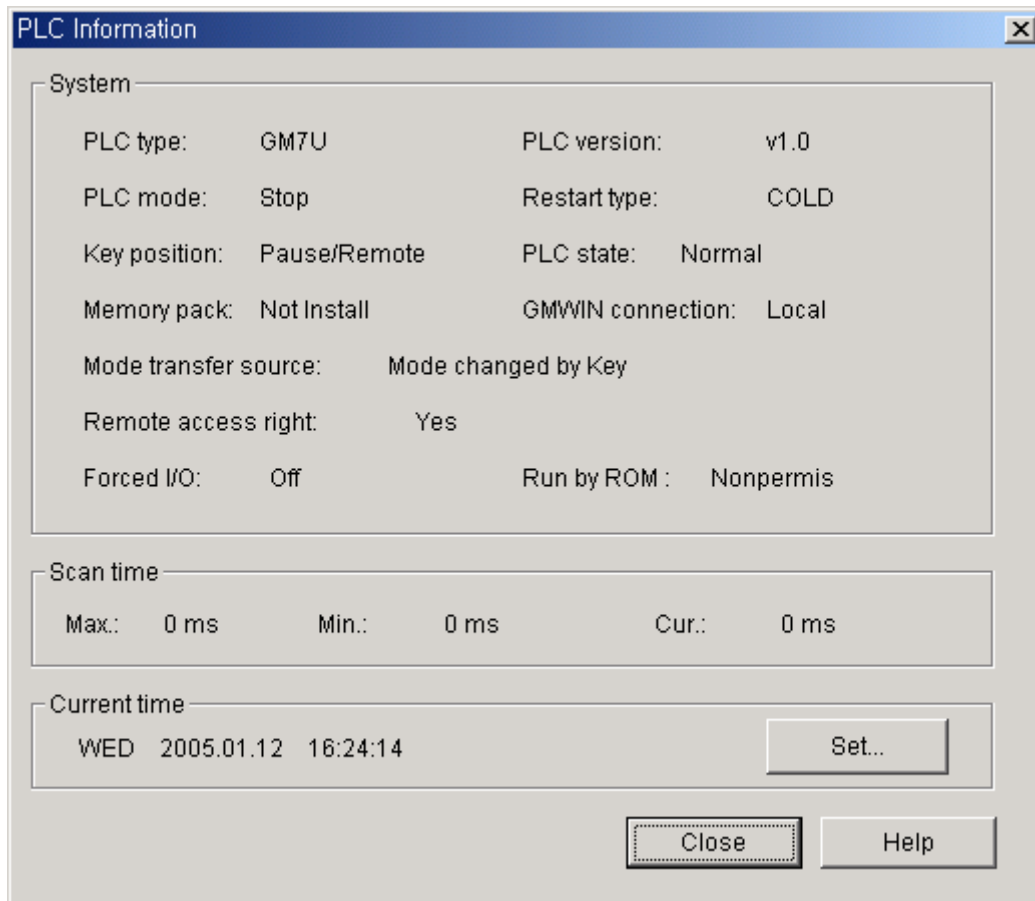 PLC Information
System
PLC type: GM7U PLC version: v1.0
PLC mode: Stop Restart type: COLD
Key position: Pause/Remote PLC state: Normal
Memory pack: Not Install GMWIN connection: Local
Mode transfer source: Mode changed by Key
Remote access right: Yes
Forced I/O: Off Run by ROM : Nonpermis
Scan time
Max.: 0 ms Min.: 0 ms Cur.: 0 ms
Current time
WED 2005.01.12 16:24:14 Set...
Close Help